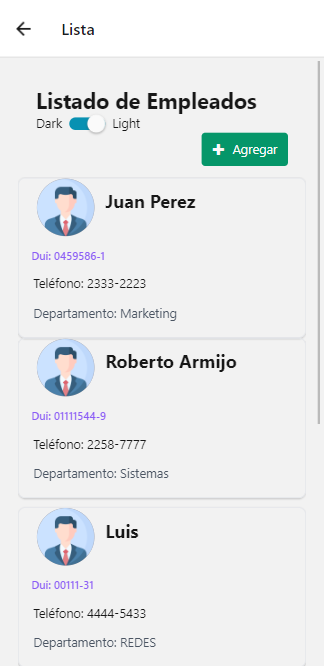 Lista
Listado de Empleados
Dark Light
Agregar
Juan Perez
Dui: 0459586-1
Teléfono: 2333-2223
Departamento: Marketing
Roberto Armijo
Dui: 01111544-9
Teléfono: 2258-7777
Departamento: Sistemas
Luis
Dui: 00111-31
Teléfono: 4444-5433
Departamento: REDES